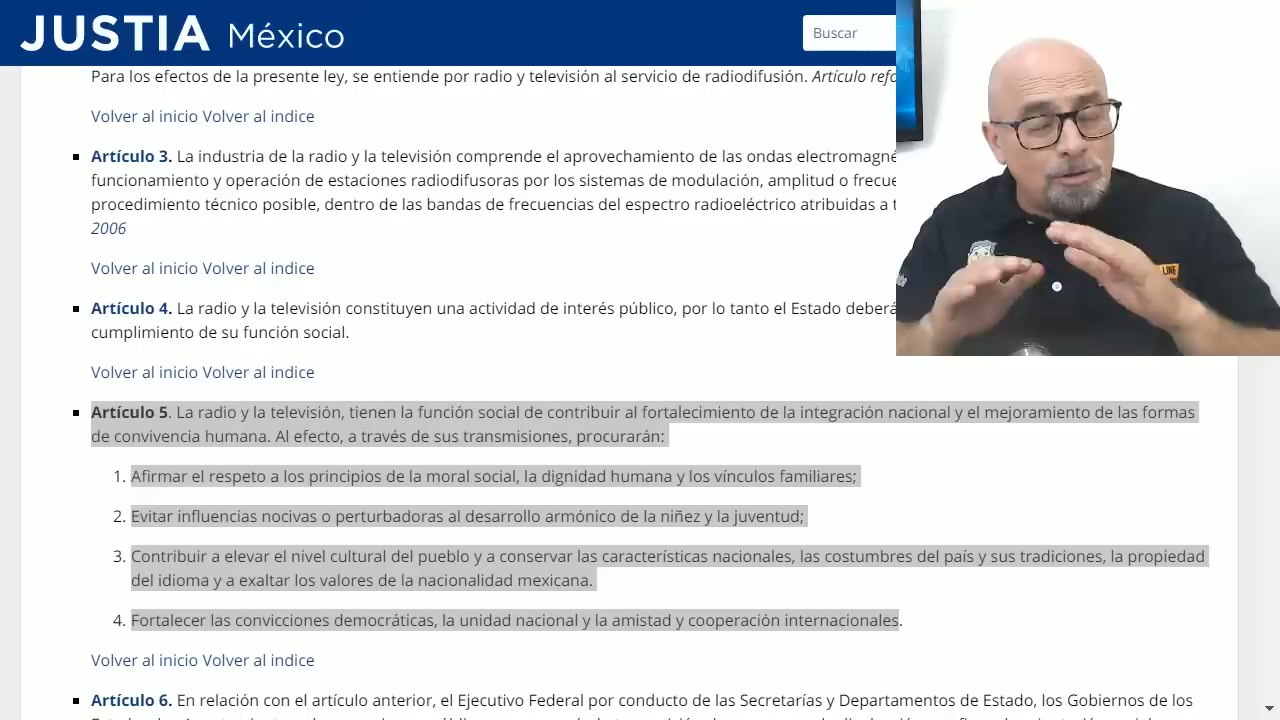 JUSTIA México
Buscar
Para los efectos de la presente ley, se entiende por radio y televisión al servicio de radiodifusión. Artículo
Volver al inicio Volver al indice
Artículo 3. La industria de la radio y la televisión comprende el aprovechamiento de las ondas
funcionamiento y operación de estaciones radiodifusoras por los sistemas de modulación, amplitud o
procedimiento técnico posible, dentro de las bandas de frecuencias del espectro radioeléctrico atribuidas a
2006
Volver al inicio Volver al indice
Artículo 4. La radio y la televisión constituyen una actividad de interés público, por lo tanto el Estado deberá
cumplimiento de su función social.
Volver al inicio Volver al indice
Artículo 5. La radio y la televisión, tienen la función social de contribuir al fortalecimiento de la integración nacional y el mejoramiento de las formas
de convivencia humana. Al efecto, a través de sus transmisiones, procurarán:
1. Afirmar el respeto a los principios de la moral social, la dignidad humana y los vínculos familiares;
2. Evitar influencias nocivas o perturbadoras al desarrollo armónico de la niñez y la juventud;
3. Contribuir a elevar el nivel cultural del pueblo y a conservar las características nacionales, las costumbres del país y sus tradiciones, la propiedad
del idioma y a exaltar los valores de la nacionalidad mexicana.
4. Fortalecer las convicciones democráticas, la unidad nacional y la amistad y cooperación internacionales.
Volver al inicio Volver al indice
Artículo 6. En relación con el artículo anterior, el Ejecutivo Federal por conducto de las Secretarías y Departamentos de Estado, los Gobiernos de los